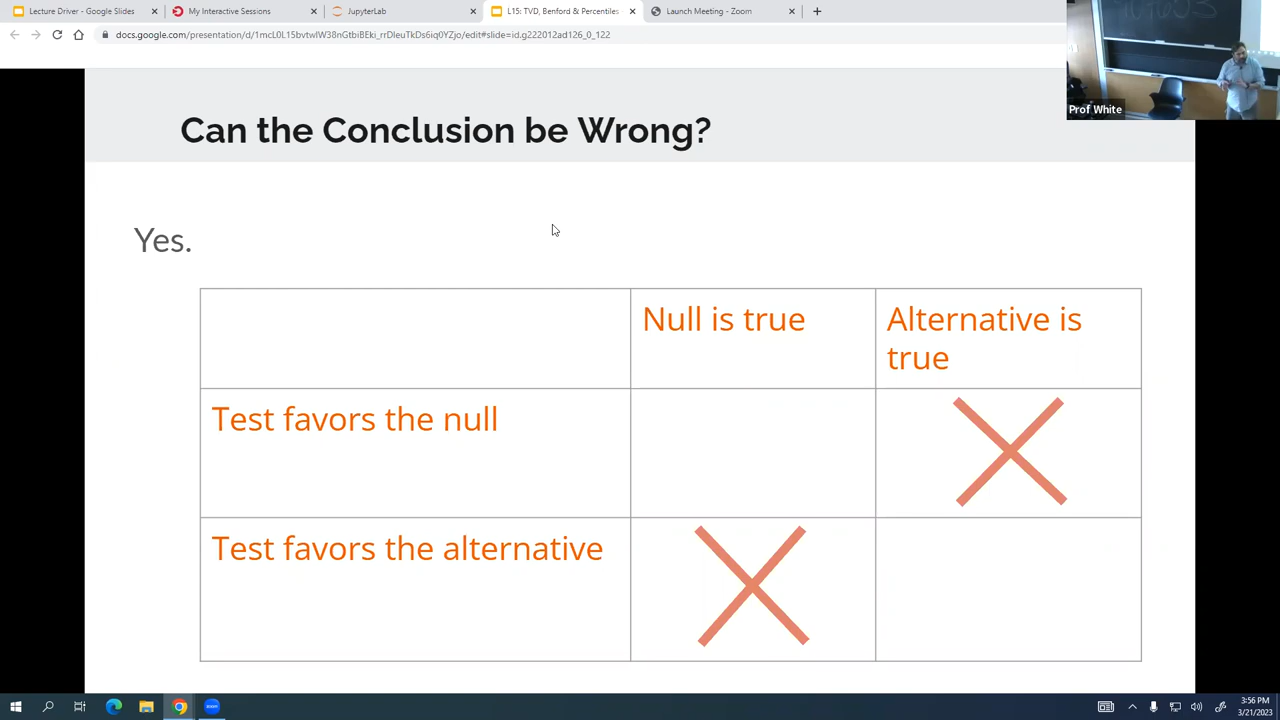 Lecture Driver - Google Slides
My Interactive Sessions
JupyterLab
L15: TVD, Benford & Percentiles
Launch Meeting - Zoom
docs.google.com/presentation/d/1mcL0L15bvtwlW38nGtbiBEki_rrDIeuTkDs6iq0YZjo/edit#slide=id.g222012ad126_0_122
Prof White
Can the Conclusion be Wrong?
Yes.
Null is true
Alternative is
true
Test favors the null
Test favors the alternative
zoom
3:56 PM
3/21/2023